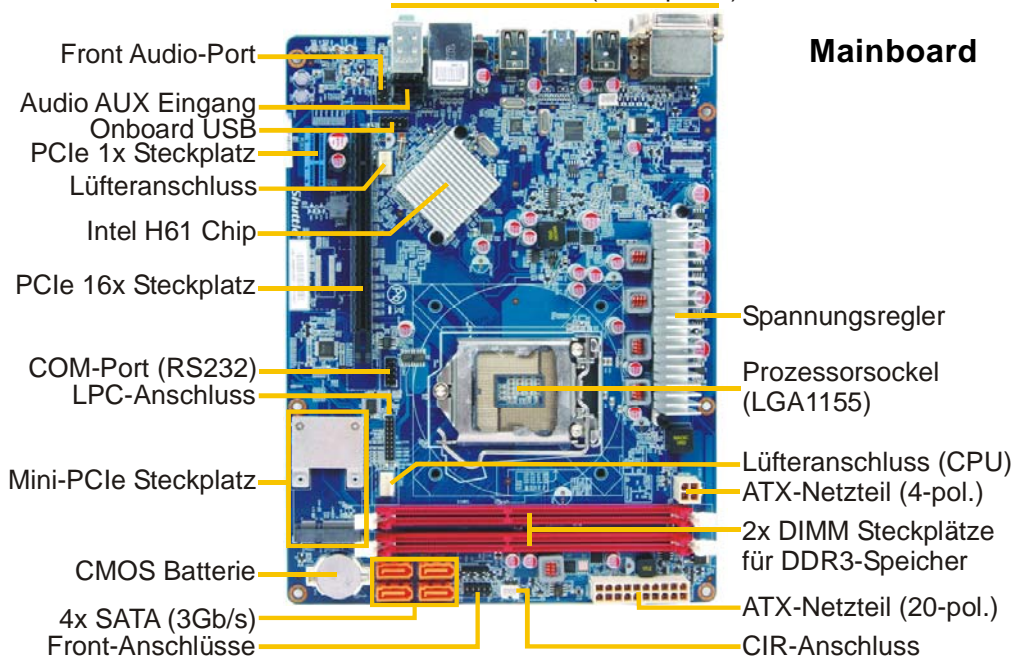 Mainboard
Front Audio-Port
Audio AUX Eingang
Onboard USB
PCIe 1x Steckplatz
Lüfteranschluss
Intel H61 Chip
PCIe 16x Steckplatz
COM-Port (RS232)
LPC-Anschluss
Mini-PCIe Steckplatz
CMOS Batterie
4x SATA (3Gb/s)
Front-Anschlüsse
Spannungsregler
Prozessorsockel
(LGA1155)
Lüfteranschluss (CPU)
ATX-Netzteil (4-pol.)
2x DIMM Steckplätze
für DDR3-Speicher
ATX-Netzteil (20-pol.)
CIR-Anschluss
Shuttle